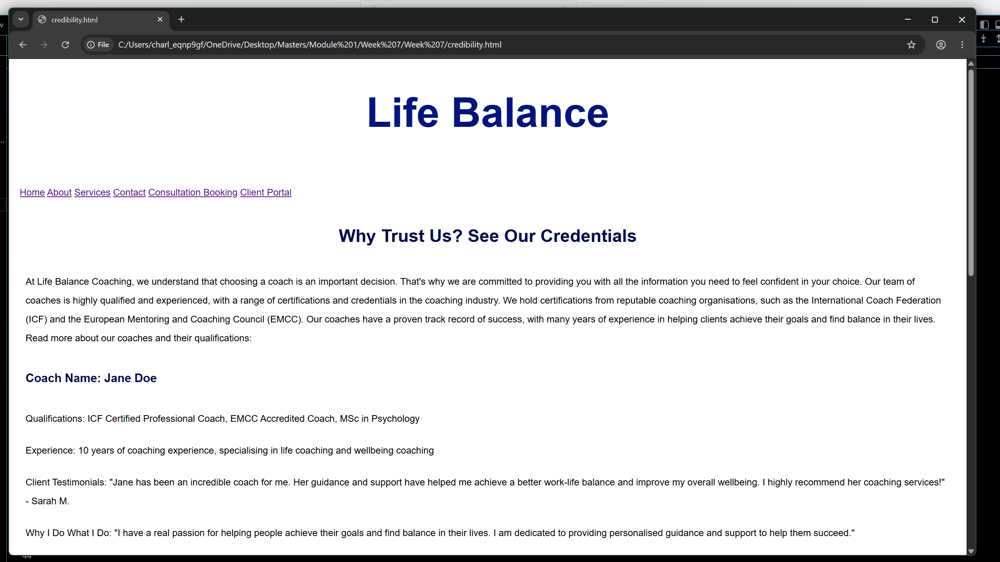 credibility.html
File C:/Users/charl_eqnp9gf/OneDrive/Desktop/Masters/Module%201/Week%207/Week%207/credibility.html
Life Balance
Home About Services Contact Consultation Booking Client Portal
Why Trust Us? See Our Credentials
At Life Balance Coaching, we understand that choosing a coach is an important decision. That's why we are committed to providing you with all the information you need to feel confident in your choice. Our team of
coaches is highly qualified and experienced, with a range of certifications and credentials in the coaching industry. We hold certifications from reputable coaching organisations, such as the International Coach Federation
(ICF) and the European Mentoring and Coaching Council (EMCC). Our coaches have a proven track record of success, with many years of experience in helping clients achieve their goals and find balance in their lives.
Read more about our coaches and their qualifications:
Coach Name: Jane Doe
Qualifications: ICF Certified Professional Coach, EMCC Accredited Coach, MSc in Psychology
Experience: 10 years of coaching experience, specialising in life coaching and wellbeing coaching
Client Testimonials: "Jane has been an incredible coach for me. Her guidance and support have helped me achieve a better work-life balance and improve my overall wellbeing. I highly recommend her coaching services!"
- Sarah M.
Why I Do What I Do: "I have a real passion for helping people achieve their goals and find balance in their lives. I am dedicated to providing personalised guidance and support to help them succeed."